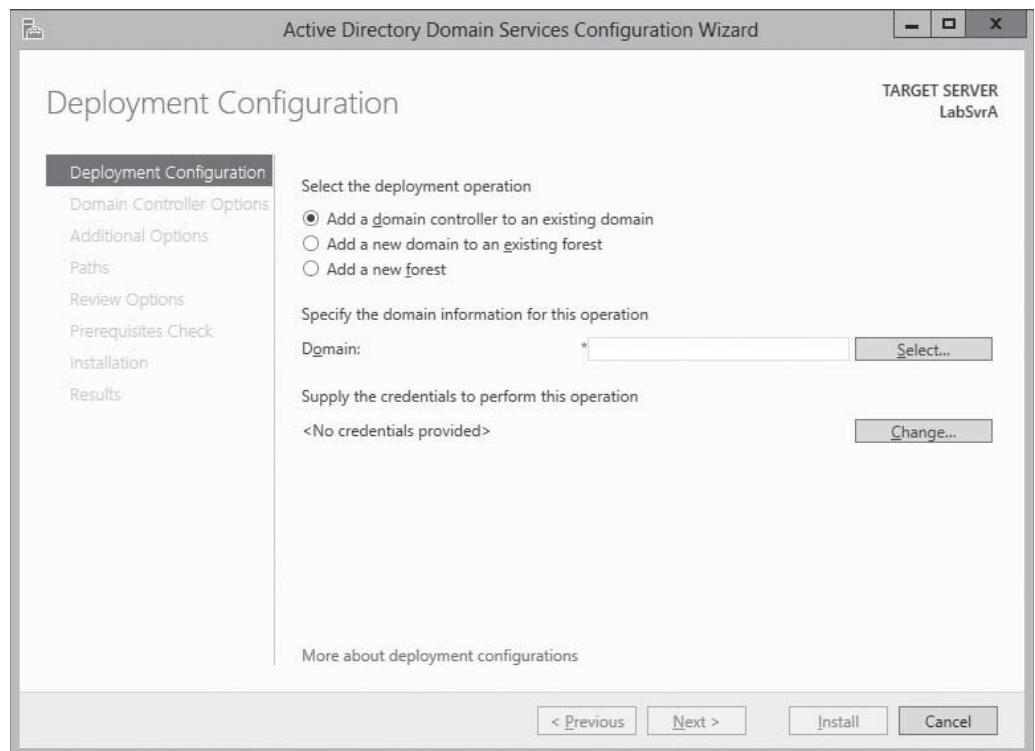 Active Directory Domain Services Configuration Wizard
Deployment Configuration
TARGET SERVER
LabSvrA
Deployment Configuration
Domain Controller Options
Additional Options
Paths
Review Options
Prerequisites Check
Installation
Results
Select the deployment operation
Add a domain controller to an existing domain
Add a new domain to an existing forest
Add a new forest
Specify the domain information for this operation
Domain: * Select...
Supply the credentials to perform this operation
<No credentials provided> Change...
More about deployment configurations
< Previous Next > Install Cancel